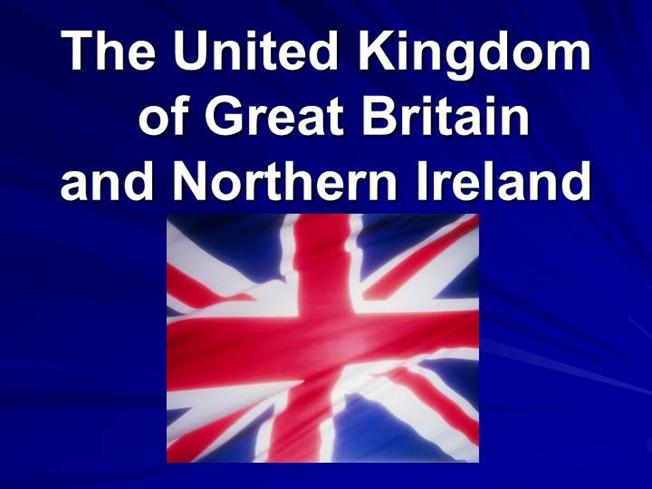 The United Kingdom
of Great Britain
and Northern Ireland